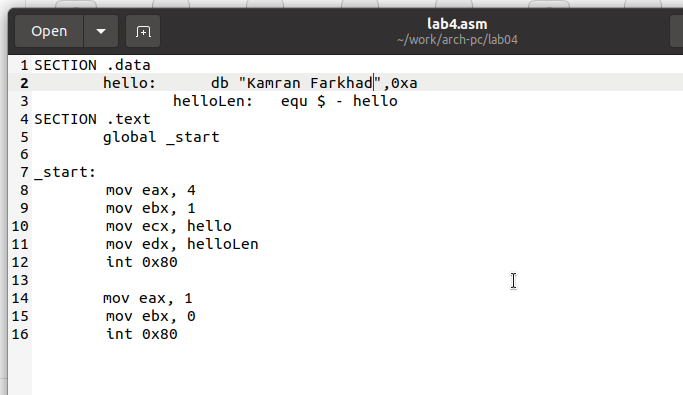 Open
lab4.asm
~/work/arch-pc/lab04
1 SECTION .data
2 hello: db "Kamran Farkhad",0xa
3 helloLen: equ $ - hello
4 SECTION .text
5 global _start
6
7 _start:
8 mov eax, 4
9 mov ebx, 1
10 mov ecx, hello
11 mov edx, helloLen
12 int 0x80
13
14 mov eax, 1
15 mov ebx, 0
16 int 0x80